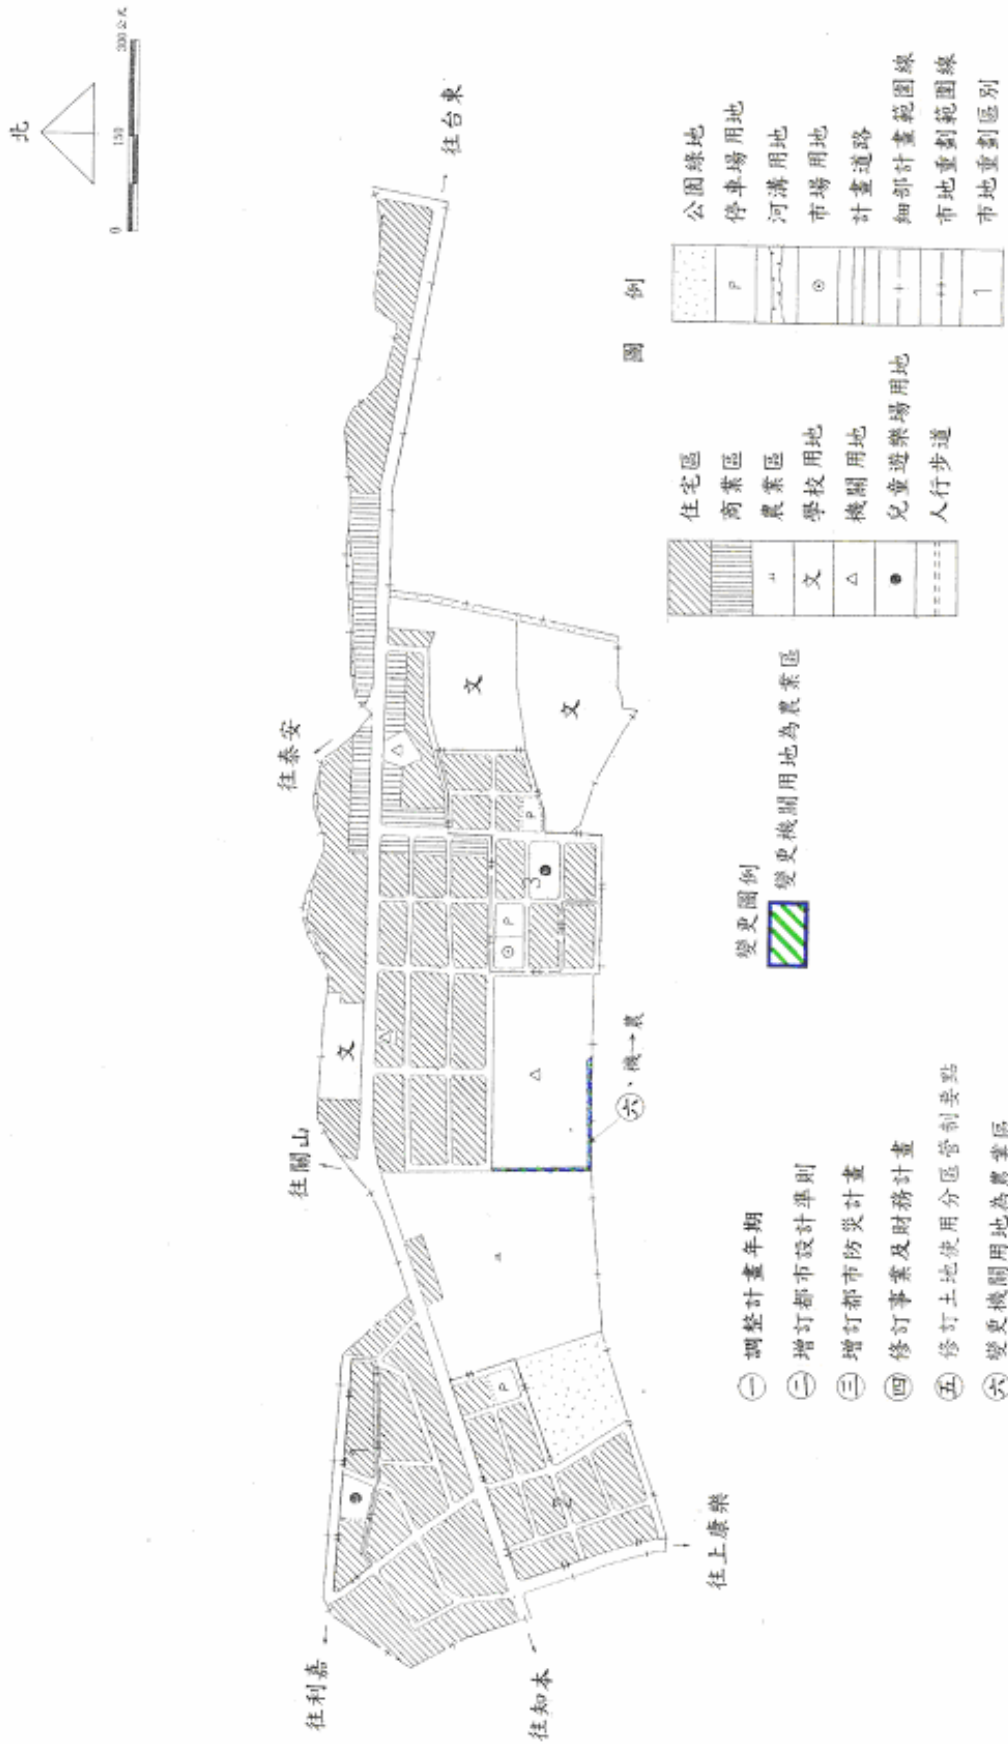 北
0 150 300公尺
往台東
往泰安
往關山
往利嘉
往知本
往上康樂
文
文
文
P
P
P
1
2
3
六、機→農
圖例
住宅區
商業區
農業區
學校用地
機關用地
兒童遊樂場用地
人行步道
公園綠地
停車場用地
河溝用地
市場用地
計畫道路
細部計畫範圍線
市地重劃範圍線
市地重劃區別
文
P
1
變更圖例
變更機關用地為農業區
一 調整計畫年期
二 增訂都市設計準則
三 增訂都市防災計畫
四 修訂事業及財務計畫
五 修訂土地使用分區管制要點
六 變更機關用地為農業區